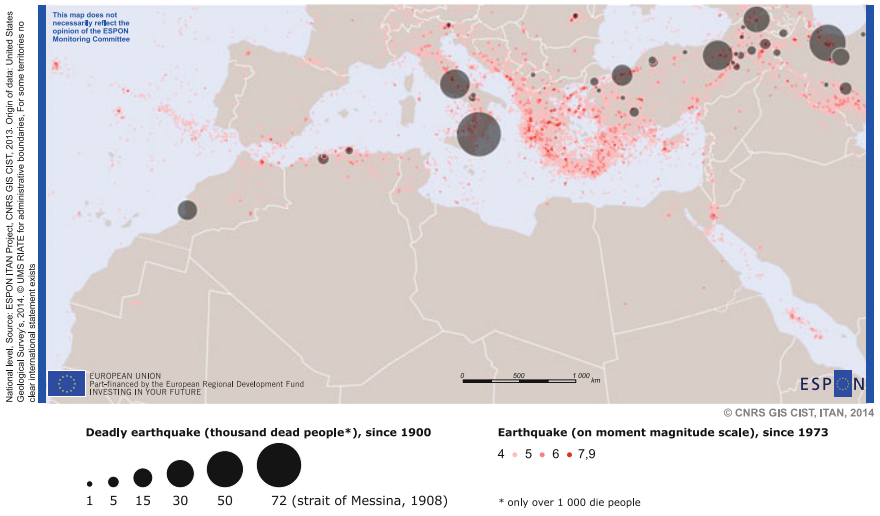 National level, Source: ESPON ITAN Project, CNRS GIS CIST, 2013. Origin of data: United States
Geological Survey's, 2014. © UMS RIATE for administrative boundaries, For some territories no
clear international statement exists
This map does not
necessarily reflect the
opinion of the ESPON
Monitoring Committee
EUROPEAN UNION
Part-financed by the European Regional Development Fund
INVESTING IN YOUR FUTURE
0 500 1 000
km
ESPON
© CNRS GIS CIST, ITAN, 2014
Deadly earthquake (thousand dead people*), since 1900
1 5 15 30 50 72 (strait of Messina, 1908)
Earthquake (on moment magnitude scale), since 1973
4 5 6 7,9
* only over 1 000 die people